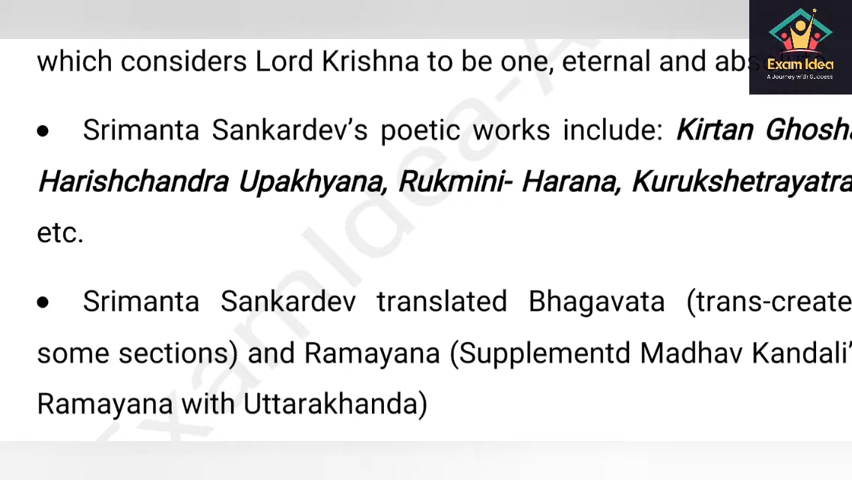 which considers Lord Krishna to be one, eternal and
Exam Idea
A Journey with Success
• Srimanta Sankardev's poetic works include: Kirtan Ghosha
Harishchandra Upakhyana, Rukmini- Harana, Kurukshetrayatra
etc.
• Srimanta Sankardev translated Bhagavata (trans-create
some sections) and Ramayana (Supplementd Madhav Kandali'
Ramayana with Uttarakhanda)
ExamIdea-A